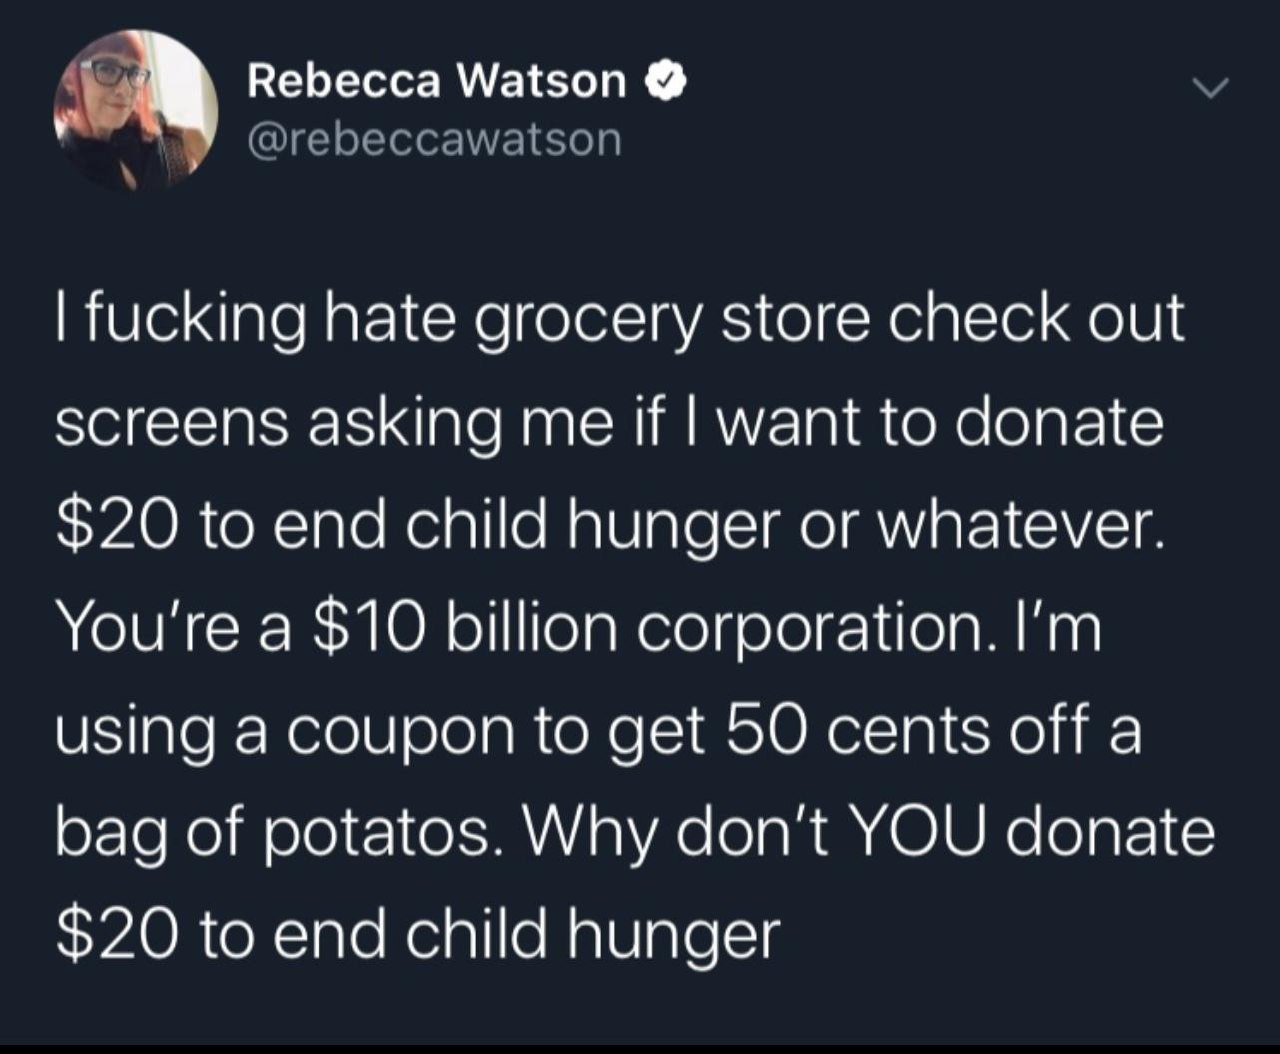 Rebecca Watson
@rebeccawatson
I fucking hate grocery store check out
screens asking me if I want to donate
$20 to end child hunger or whatever.
You're a $10 billion corporation. I'm
using a coupon to get 50 cents off a
bag of potatos. Why don't YOU donate
$20 to end child hunger